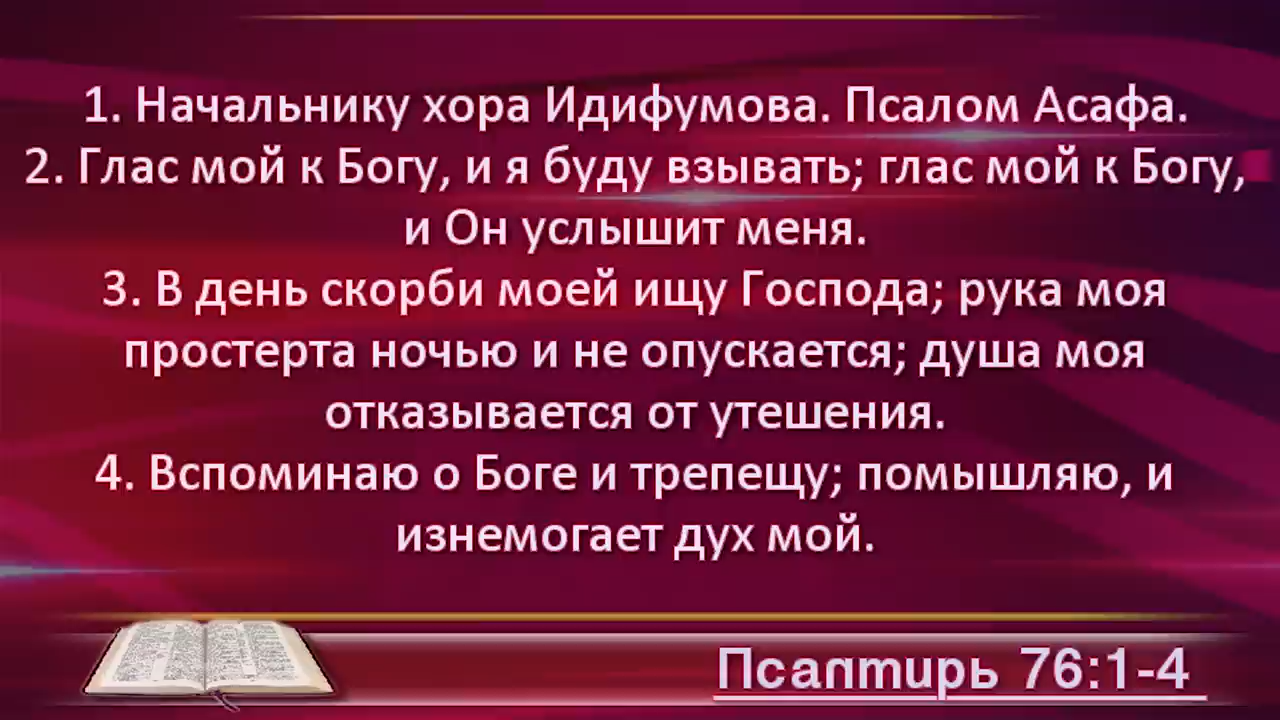 1. Начальнику хора Идифумова. Псалом Асафа.
2. Глас мой к Богу, и я буду взывать; глас мой к Богу,
и Он услышит меня.
3. В день скорби моей ищу Господа; рука моя
простерта ночью и не опускается; душа моя
отказывается от утешения.
4. Вспоминаю о Боге и трепещу; помышляю, и
изнемогает дух мой.
Псалтирь 76:1-4